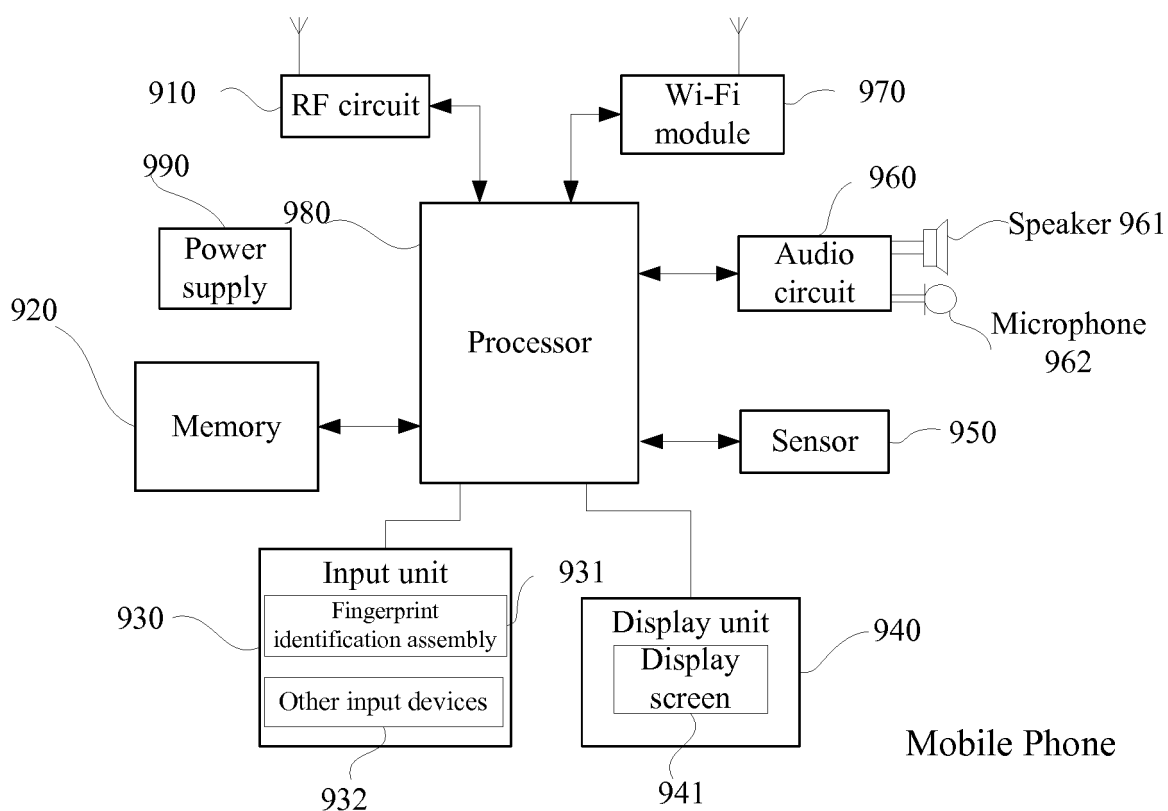 910
RF circuit
Wi-Fi
module
970
990
Power
supply
980
Processor
960
Audio
circuit
Speaker 961
Microphone
962
920
Memory
Sensor
950
Input unit
930
931
Fingerprint
identification assembly
Other input devices
932
Display unit
940
Display
screen
941
Mobile Phone